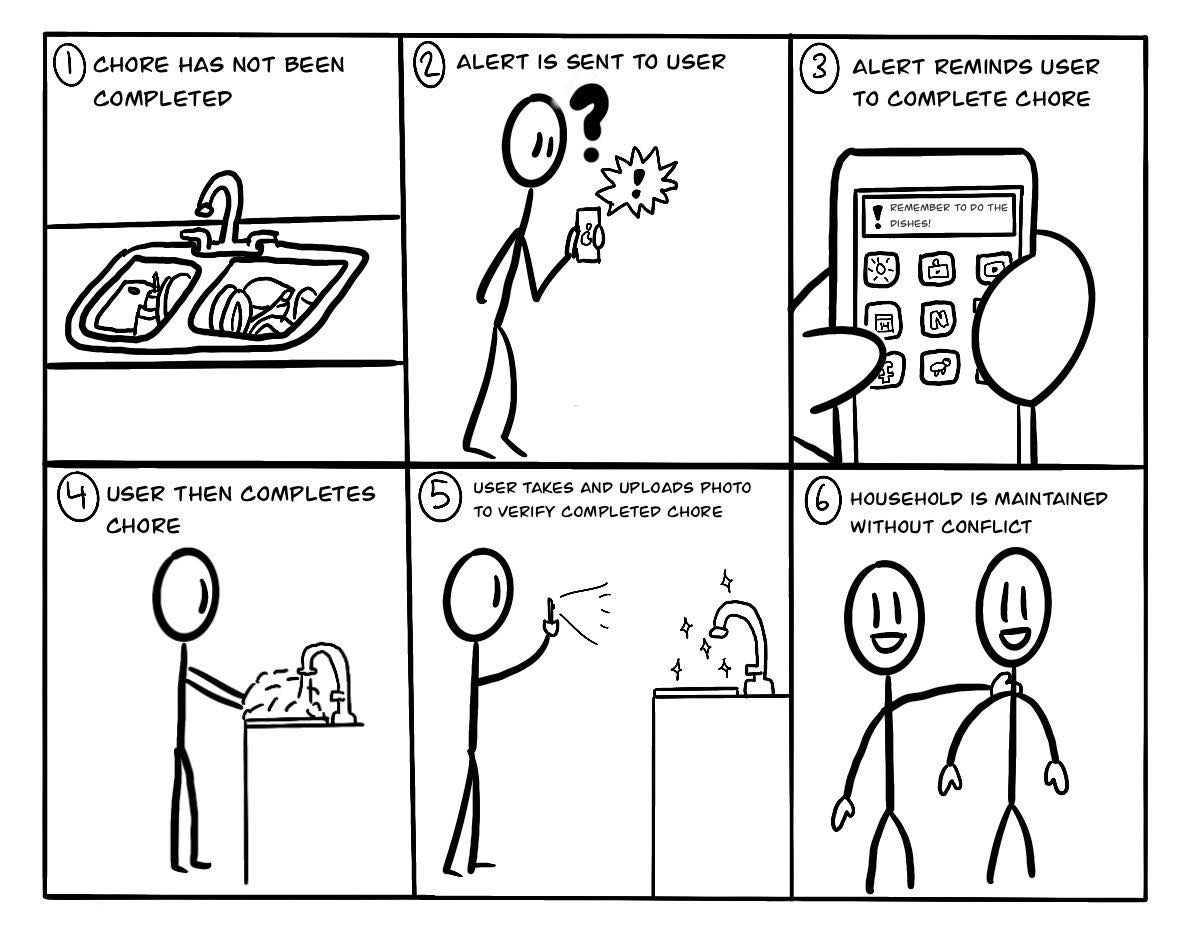 1 CHORE HAS NOT BEEN
COMPLETED
2 ALERT IS SENT TO USER
?
!
3 ALERT REMINDS USER
TO COMPLETE CHORE
! REMEMBER TO DO THE
DISHES!
14 N
f
4 USER THEN COMPLETES
CHORE
5 USER TAKES AND UPLOADS PHOTO
TO VERIFY COMPLETED CHORE
6 HOUSEHOLD IS MAINTAINED
WITHOUT CONFLICT